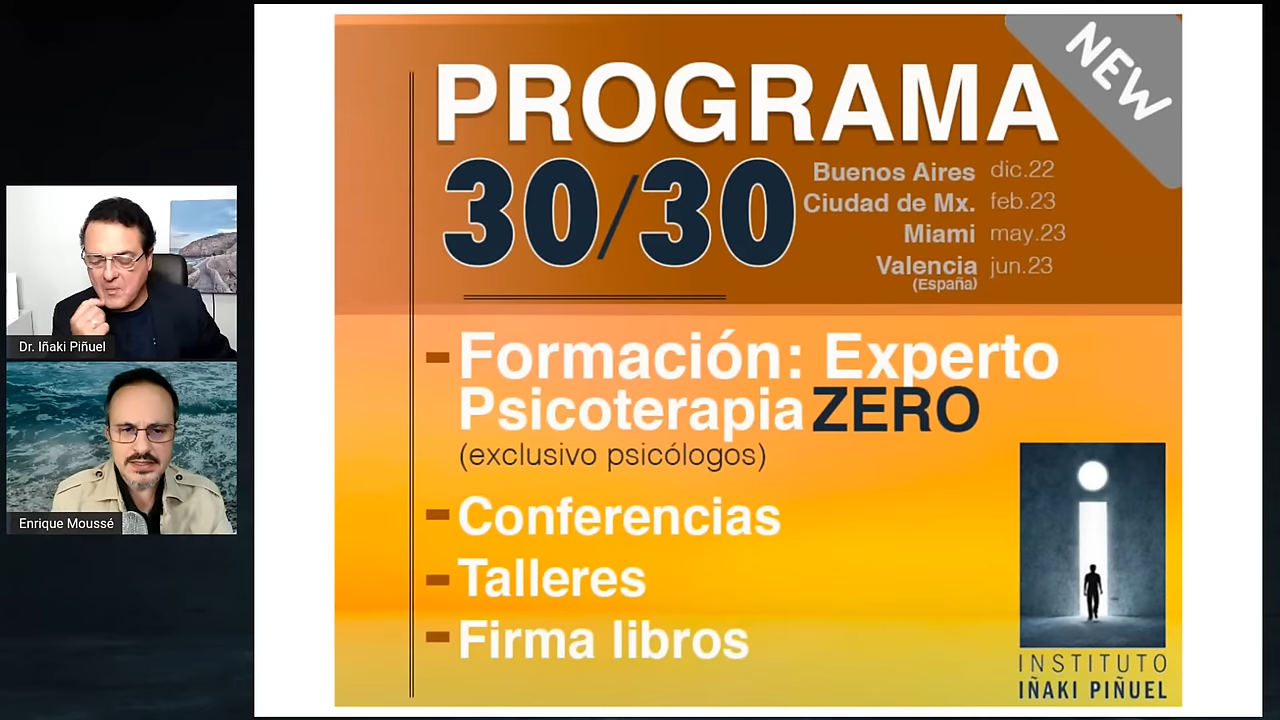 PROGRAMA
NEW
30/30
Buenos Aires dic.22
Ciudad de Mx. feb.23
Miami may.23
Valencia jun.23
(España)
- Formación: Experto
Psicoterapia ZERO
(exclusivo psicólogos)
- Conferencias
- Talleres
- Firma libros
INSTITUTO
IÑAKI PIÑUEL
Dr. Iñaki Piñuel
Enrique Moussé